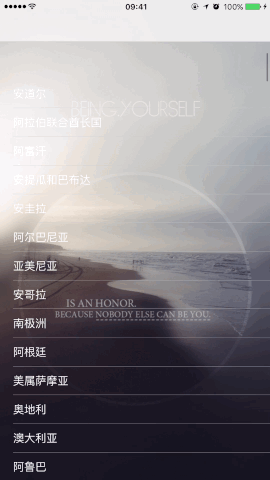 09:41
100%
安道尔
BEING YOURSELF
阿拉伯联合酋长国
阿富汗
安提瓜和巴布达
安圭拉
阿尔巴尼亚
亚美尼亚
安哥拉
IS AN HONOR.
BECAUSE NOBODY ELSE CAN BE YOU.
南极洲
阿根廷
美属萨摩亚
奥地利
澳大利亚
阿鲁巴